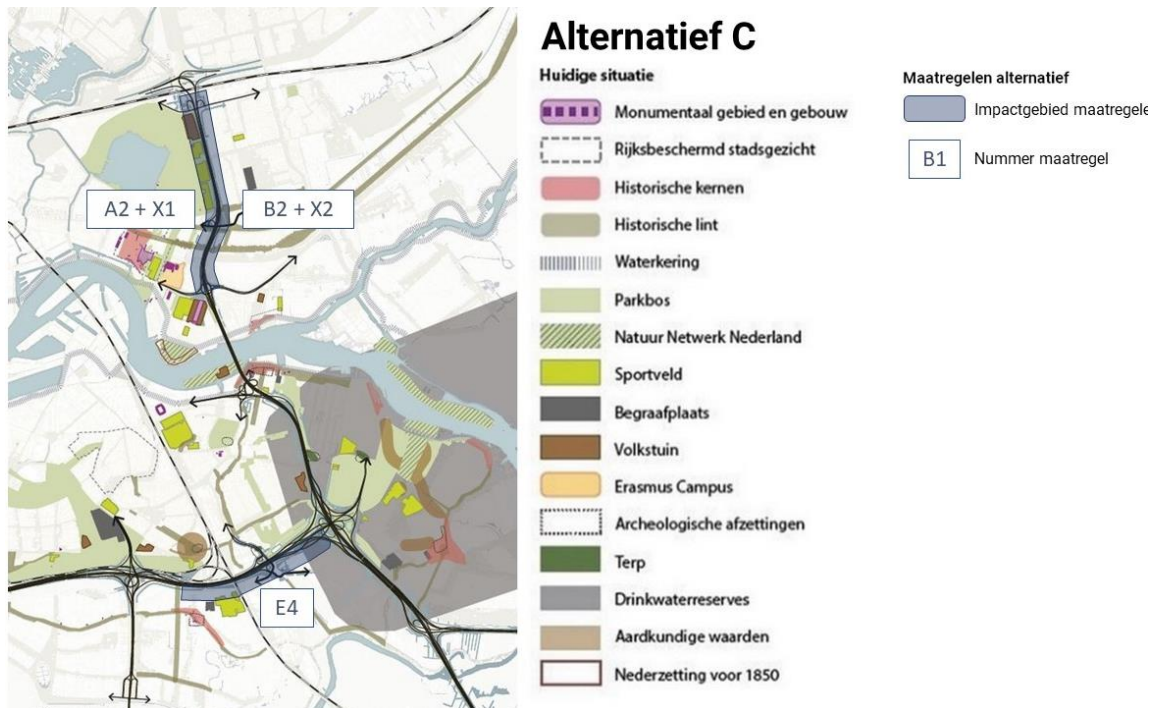 Alternatief C
Huidige situatie
Monumentaal gebied en gebouw
Rijksbeschermd stadsgezicht
Historische kernen
Historische lint
Waterkering
Parkbos
Natuur Netwerk Nederland
Sportveld
Begraafplaats
Volkstuin
Erasmus Campus
Archeologische afzettingen
Terp
Drinkwaterreserves
Aardkundige waarden
Nederzetting voor 1850
Maatregelen alternatief
Impactgebied maatregele
B1
Nummer maatregel
A2 + X1
B2 + X2
E4